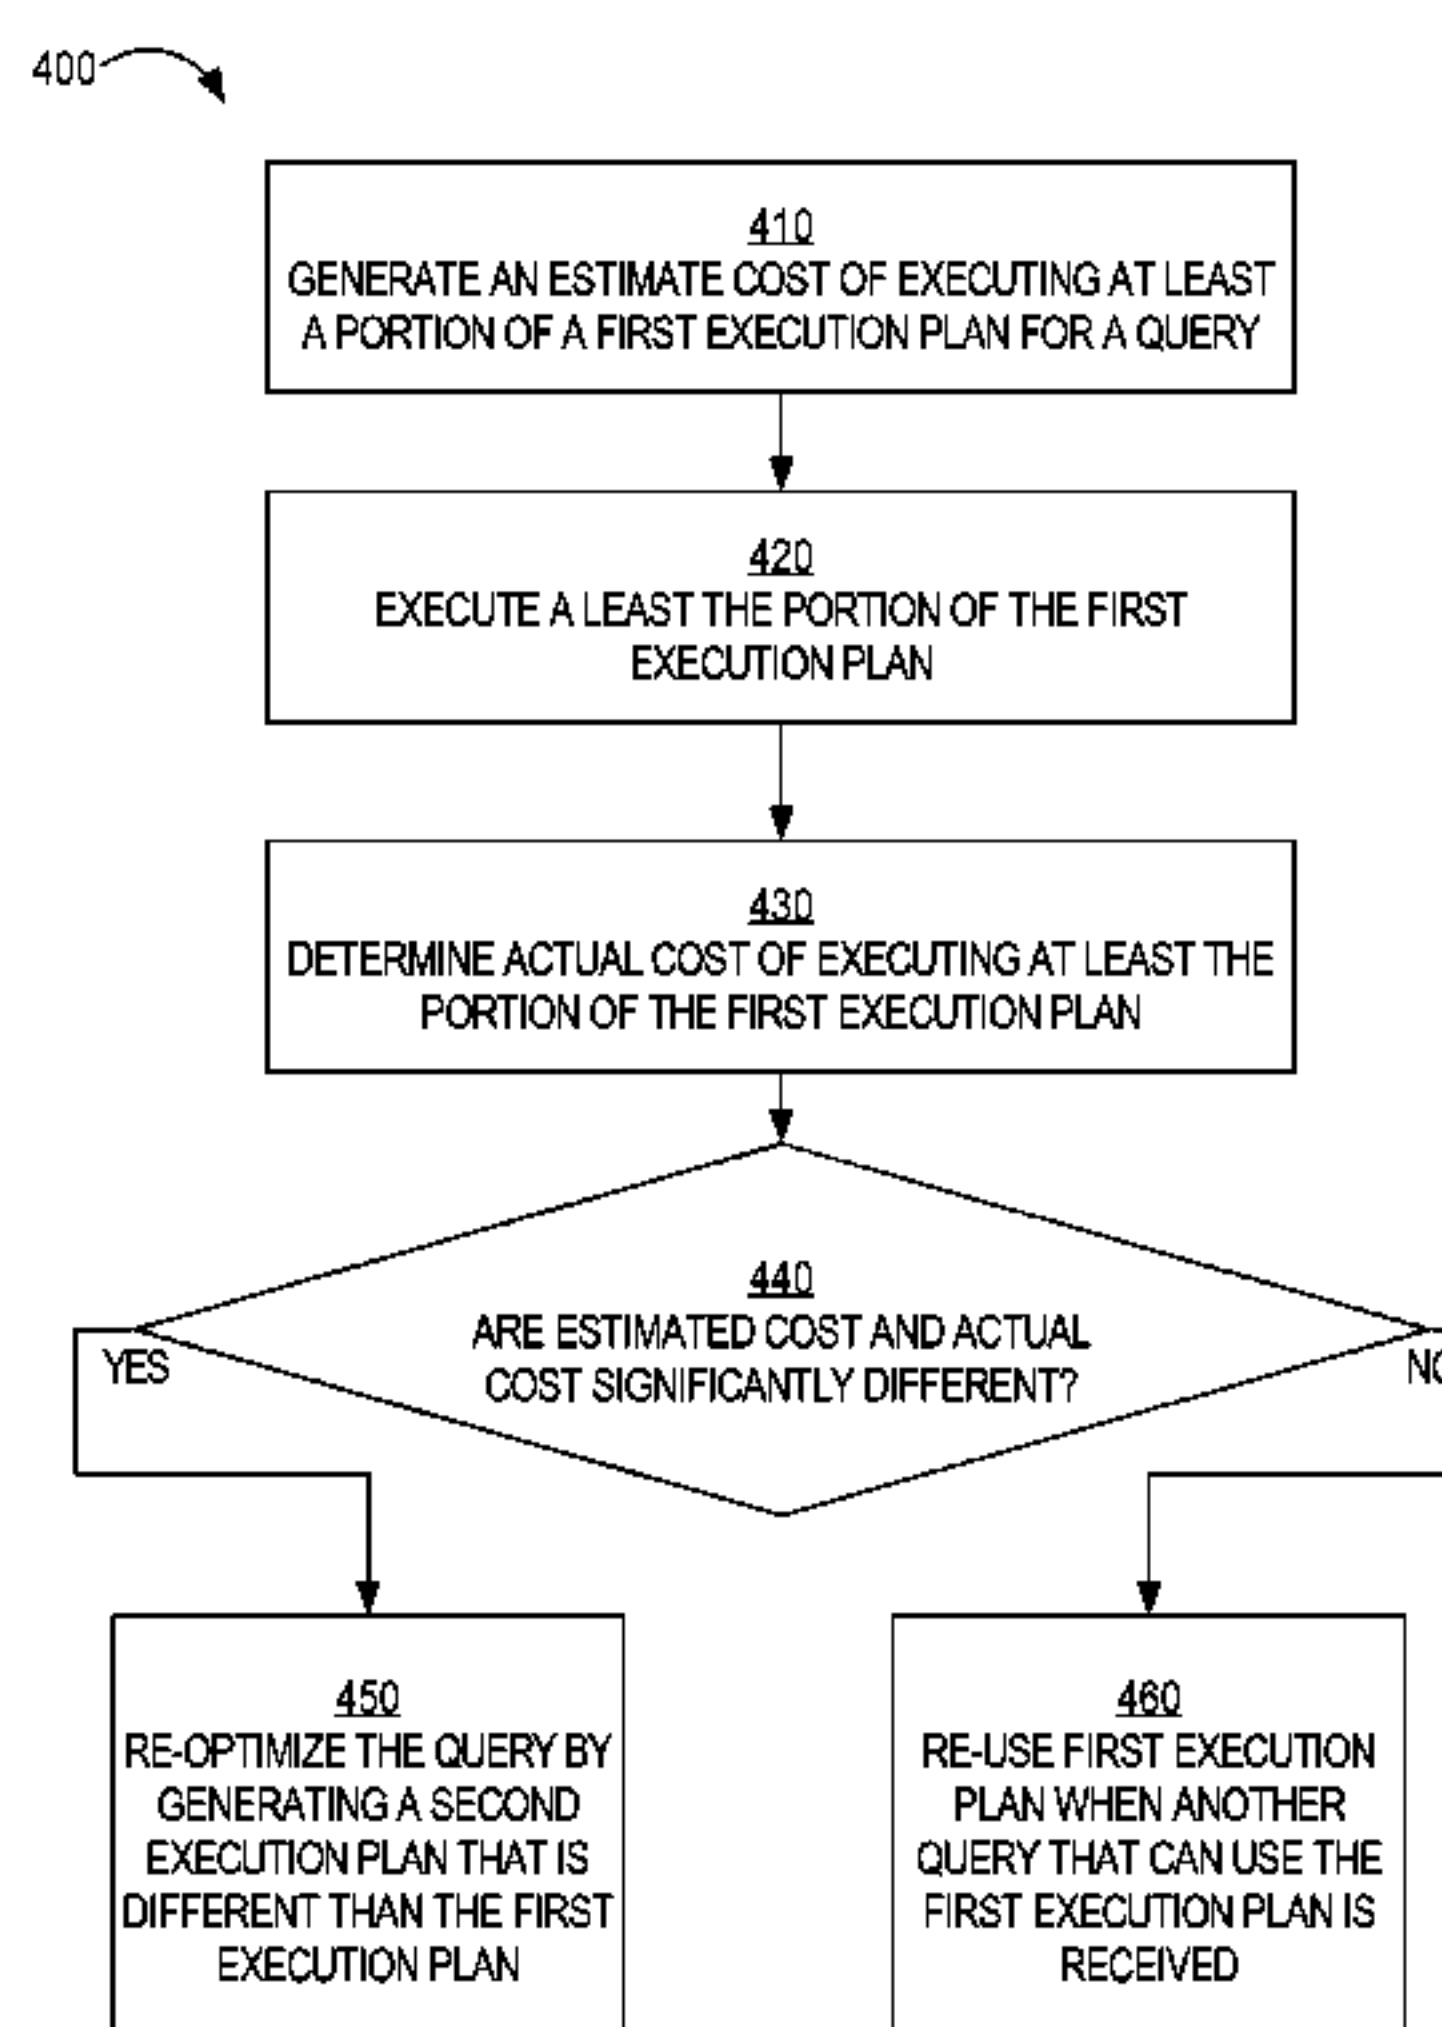 400
410
GENERATE AN ESTIMATE COST OF EXECUTING AT LEAST
A PORTION OF A FIRST EXECUTION PLAN FOR A QUERY
420
EXECUTE A LEAST THE PORTION OF THE FIRST
EXECUTION PLAN
430
DETERMINE ACTUAL COST OF EXECUTING AT LEAST THE
PORTION OF THE FIRST EXECUTION PLAN
440
ARE ESTIMATED COST AND ACTUAL
COST SIGNIFICANTLY DIFFERENT?
YES
450
RE-OPTIMIZE THE QUERY BY
GENERATING A SECOND
EXECUTION PLAN THAT IS
DIFFERENT THAN THE FIRST
EXECUTION PLAN
460
RE-USE FIRST EXECUTION
PLAN WHEN ANOTHER
QUERY THAT CAN USE THE
FIRST EXECUTION PLAN IS
RECEIVED